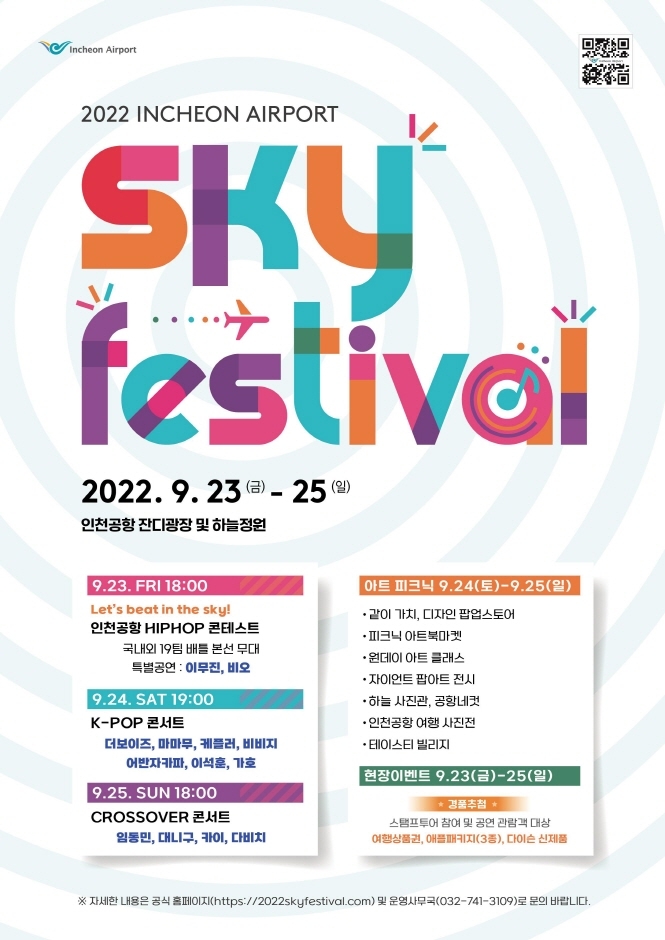 Incheon Airport
2022 INCHEON AIRPORT
sky
festival
2022. 9. 23 (금) - 25 (일)
인천공항 잔디광장 및 하늘정원
9.23. FRI 18:00
Let's beat in the sky!
인천공항 HIPHOP 콘테스트
국내외 19팀 배틀 본선 무대
특별공연 : 이무진, 비오
9.24. SAT 19:00
K-POP 콘서트
더보이즈, 마마무, 케플러, 비비지
어반자카파, 이석훈, 가호
9.25. SUN 18:00
CROSSOVER 콘서트
임동민, 대니구, 카이, 다비치
아트 피크닉 9.24(토)-9.25(일)
• 같이 가치, 디자인 팝업스토어
• 피크닉 아트북마켓
• 원데이 아트 클래스
• 자이언트 팝아트 전시
• 하늘 사진관, 공항네컷
• 인천공항 여행 사진전
• 테이스티 빌리지
현장이벤트 9.23(금)-25(일)
★ 경품추첨 ★
스탬프투어 참여 및 공연 관람객 대상
여행상품권, 애플패키지(3종), 다이슨 신제품
※ 자세한 내용은 공식 홈페이지(https://2022skyfestival.com) 및 운영사무국(032-741-3109)로 문의 바랍니다.